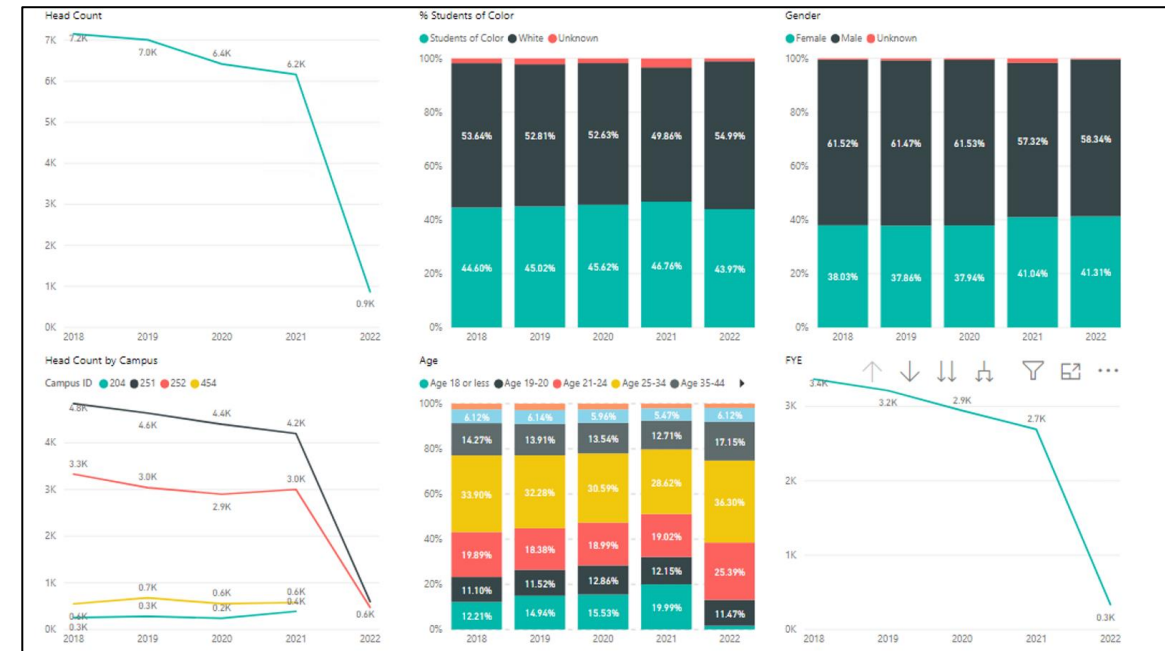 Head Count
7K
7.2K
7.0K
6.4K
6.2K
6K
5K
4K
3K
2K
1K
0.9K
0K
2018 2019 2020 2021 2022
% Students of Color
Students of Color White Unknown
100%
80%
60%
40%
20%
0%
53.64% 52.81% 52.63% 49.86% 54.99%
44.60% 45.02% 45.62% 46.76% 43.97%
2018 2019 2020 2021 2022
Gender
Female Male Unknown
100%
80%
60%
40%
20%
0%
61.52% 61.47% 61.53% 57.32% 58.34%
38.03% 37.86% 37.94% 41.04% 41.31%
2018 2019 2020 2021 2022
Head Count by Campus
Campus ID 204 251 252 454
4.8K
4.6K
4.4K
4.2K
4K
3.3K
3.0K
2.9K
3.0K
3K
2K
1K
0.6K
0.7K
0.6K
0.6K
0.3K
0.3K
0.2K
0.4K
0.6K
0K
2018 2019 2020 2021 2022
Age
Age 18 or less Age 19-20 Age 21-24 Age 25-34 Age 35-44
100%
80%
60%
40%
20%
0%
6.12% 6.14% 5.96% 5.47% 6.12%
14.27% 13.91% 13.54% 12.71% 17.15%
33.90% 32.28% 30.59% 28.62% 36.30%
19.89% 18.38% 18.99% 19.02% 25.39%
11.10% 11.52% 12.86% 12.15% 11.47%
12.21% 14.94% 15.53% 19.99%
2018 2019 2020 2021 2022
FYE
3.4K
3.2K
2.9K
2.7K
3K
2K
1K
0.3K
0K
2018 2019 2020 2021 2022